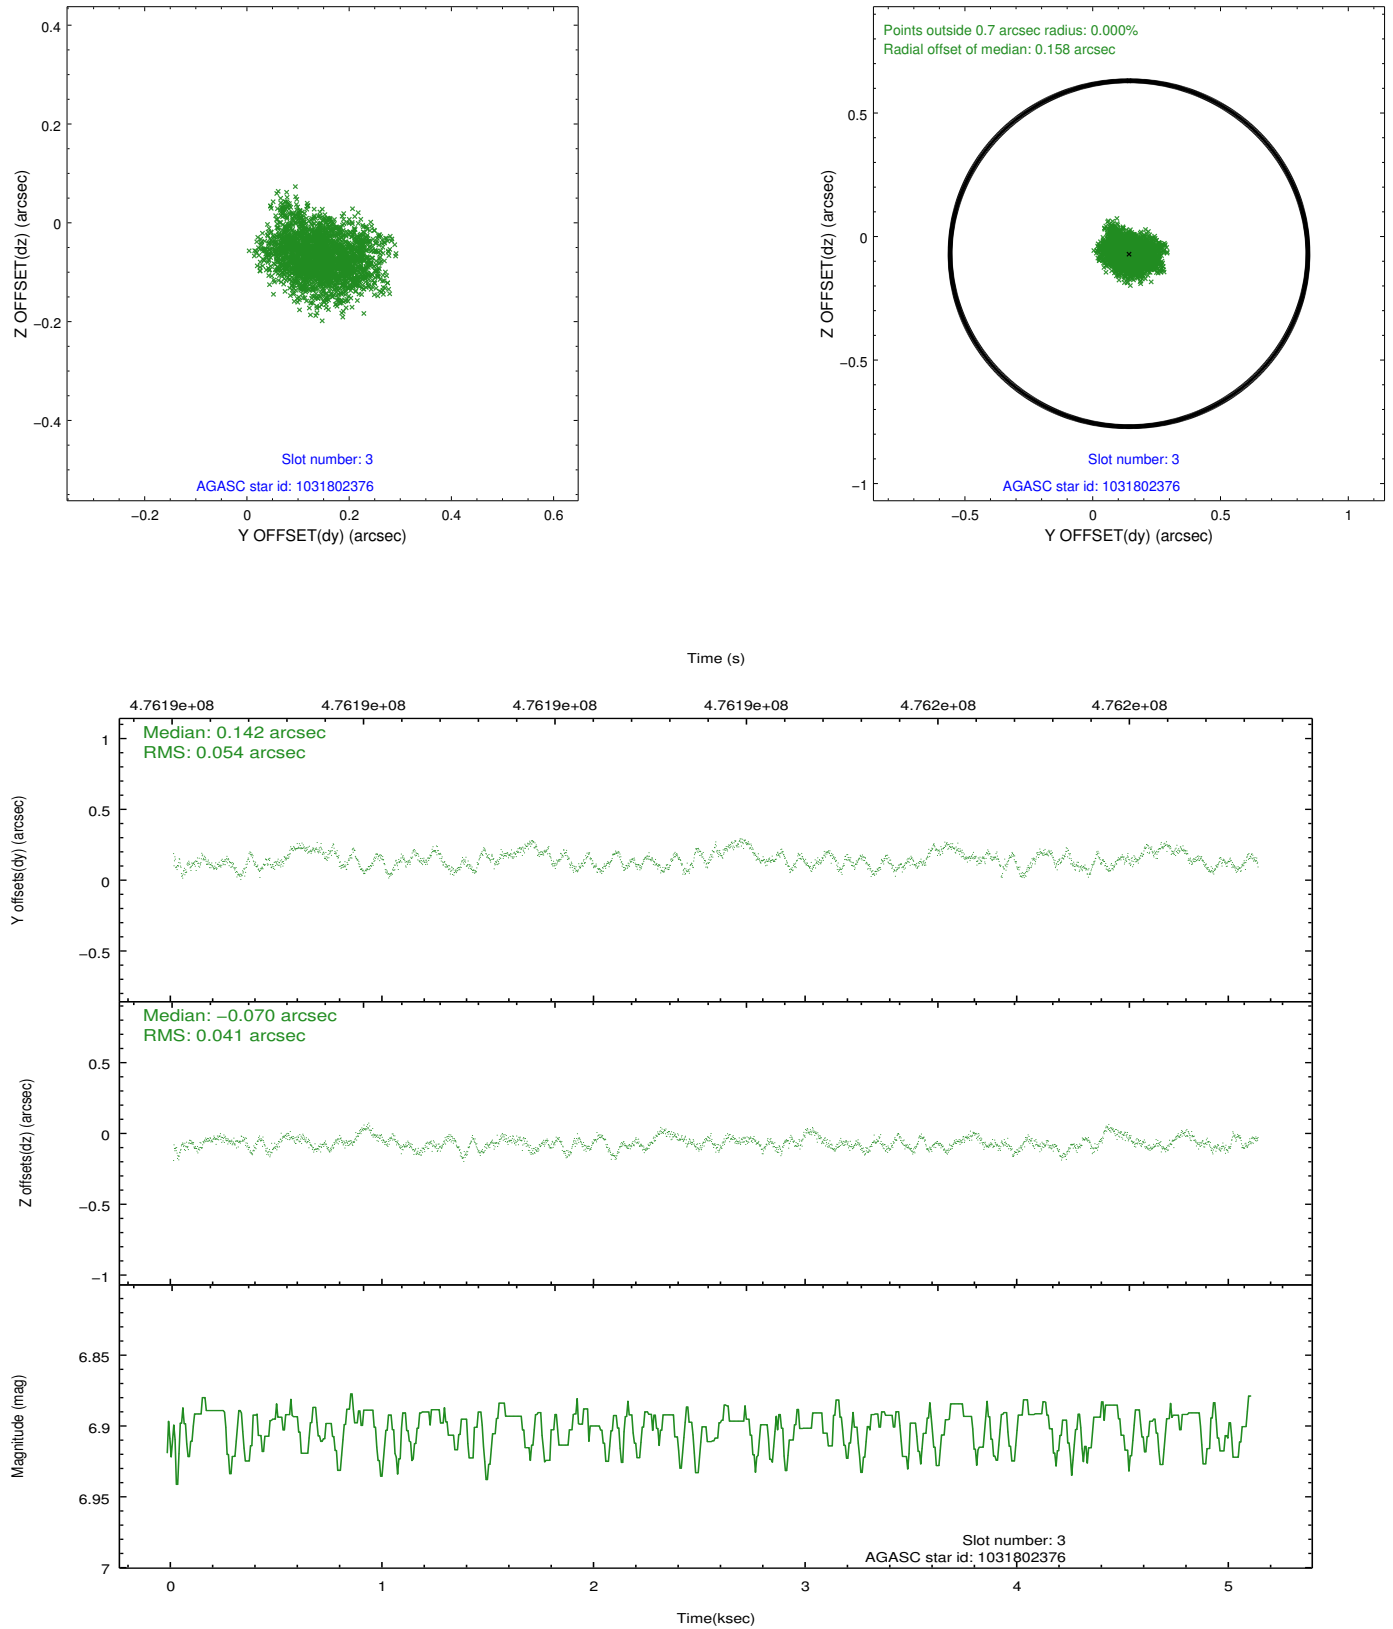 0.4
0.2
0
−0.2
−0.4
Z OFFSET(dz) (arcsec)
Slot number: 3
AGASC star id: 1031802376
−0.2 0 0.2 0.4 0.6
Y OFFSET(dy) (arcsec)
Points outside 0.7 arcsec radius: 0.000%
Radial offset of median: 0.158 arcsec
0.5
0
−0.5
−1
Z OFFSET(dz) (arcsec)
Slot number: 3
AGASC star id: 1031802376
−0.5 0 0.5 1
Y OFFSET(dy) (arcsec)
Time (s)
4.7619e+08 4.7619e+08 4.7619e+08 4.7619e+08 4.762e+08 4.762e+08
Median: 0.142 arcsec
RMS: 0.054 arcsec
1
0.5
0
−0.5
Y offsets(dy) (arcsec)
Median: −0.070 arcsec
RMS: 0.041 arcsec
0.5
0
−0.5
−1
Z offsets(dz) (arcsec)
6.85
6.9
6.95
7
Magnitude (mag)
Slot number: 3
AGASC star id: 1031802376
0 1 2 3 4 5
Time(ksec)